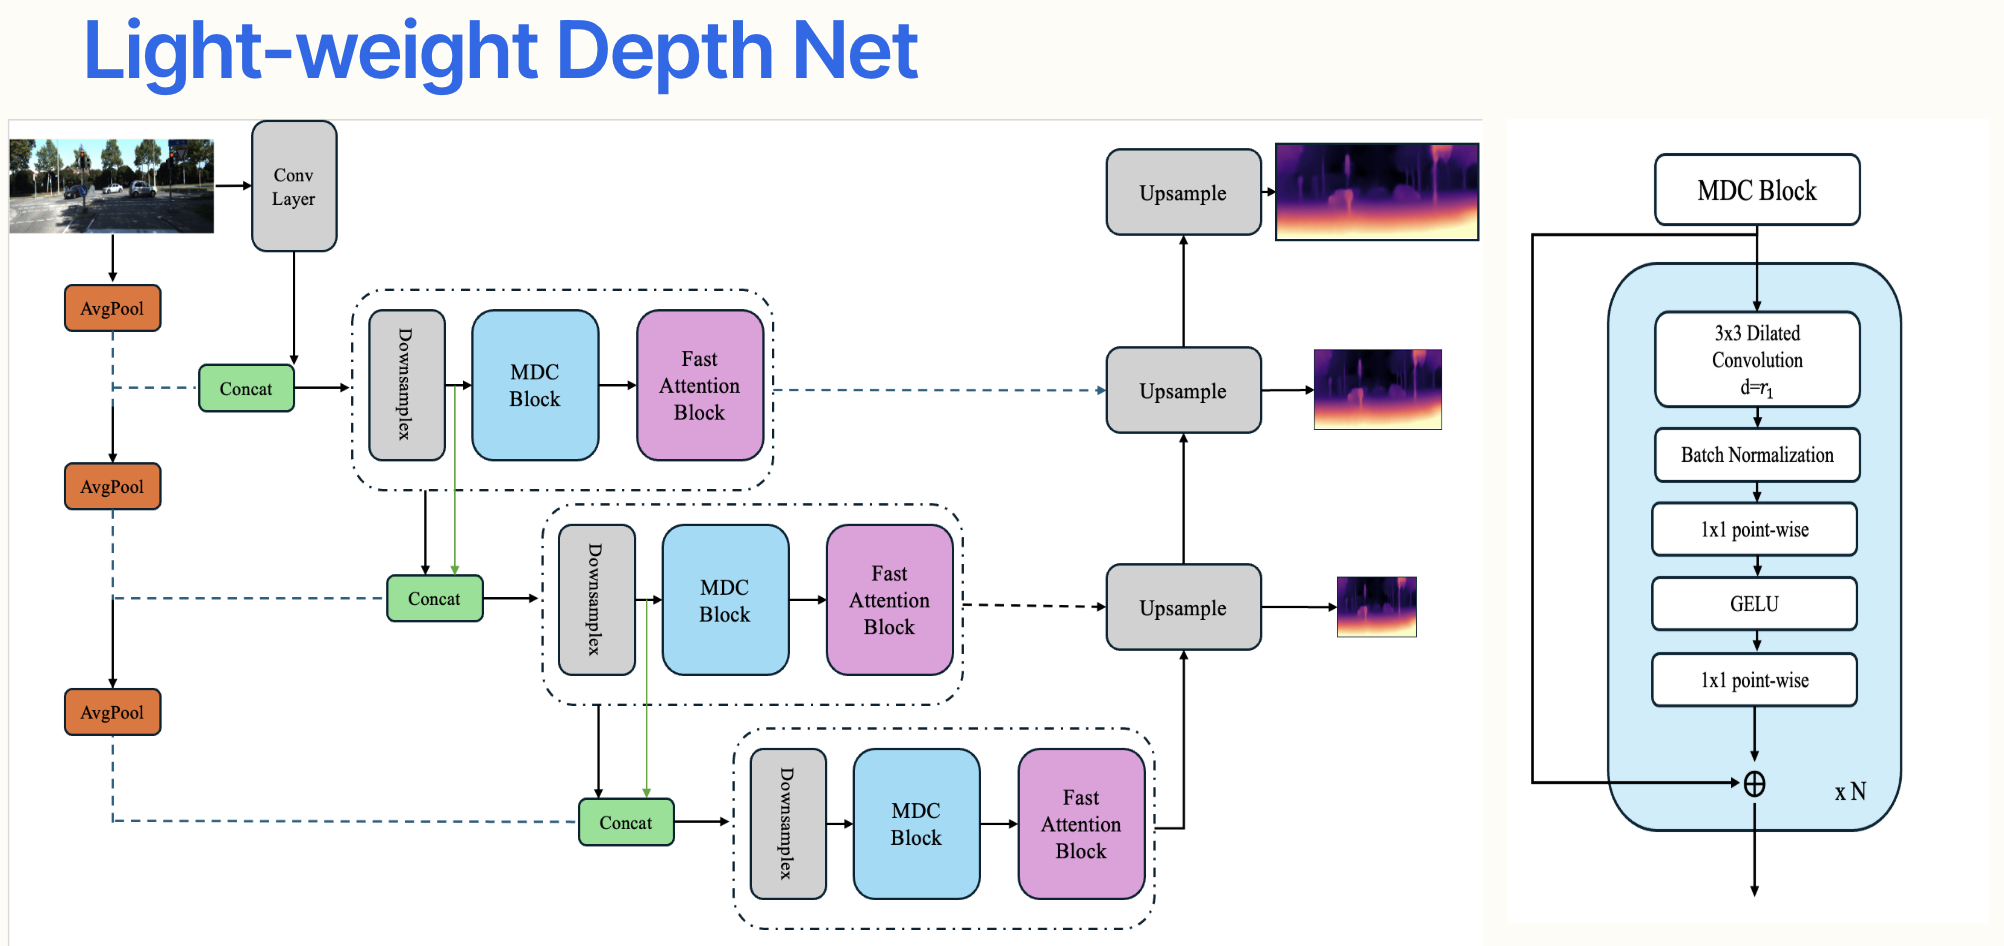 Light-weight Depth Net
Conv
Layer
AvgPool
Concat
Downsamplex
MDC
Block
Fast
Attention
Block
Upsample
Upsample
AvgPool
Concat
Downsamplex
MDC
Block
Fast
Attention
Block
Upsample
AvgPool
Concat
Downsamplex
MDC
Block
Fast
Attention
Block
MDC Block
3x3 Dilated
Convolution
d=r₁
Batch Normalization
1x1 point-wise
GELU
1x1 point-wise
x N